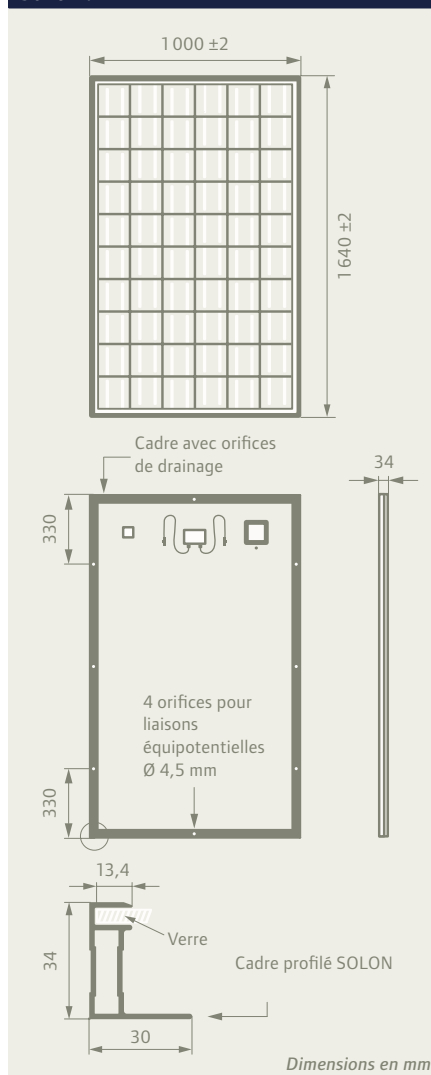 1000 ±2
1640 ±2
Cadre avec orifices
de drainage
34
330
4 orifices pour
liaisons
équipotentielles
Ø 4,5 mm
330
13,4
Verre
34
Cadre profilé SOLON
30
Dimensions en mm